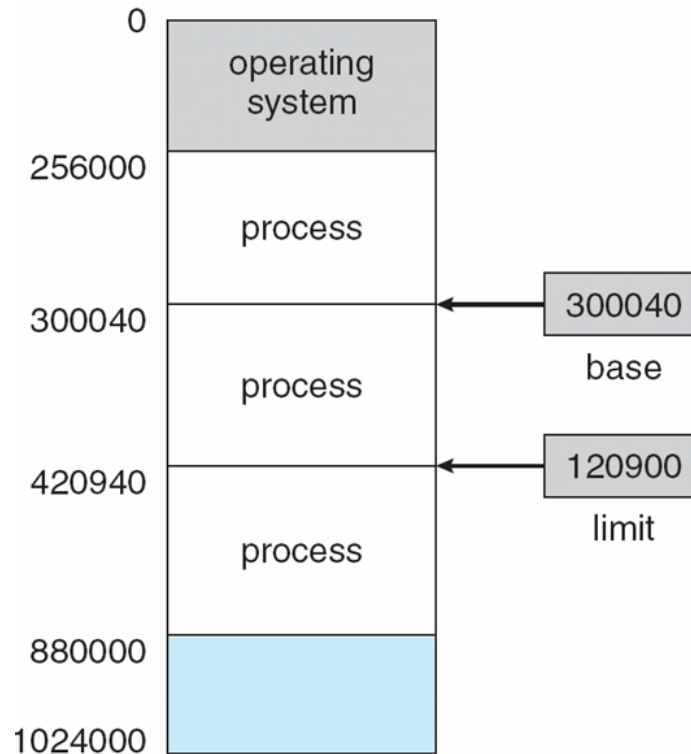 0
operating
system
256000
process
300040
300040
base
process
120900
420940
limit
process
880000
1024000